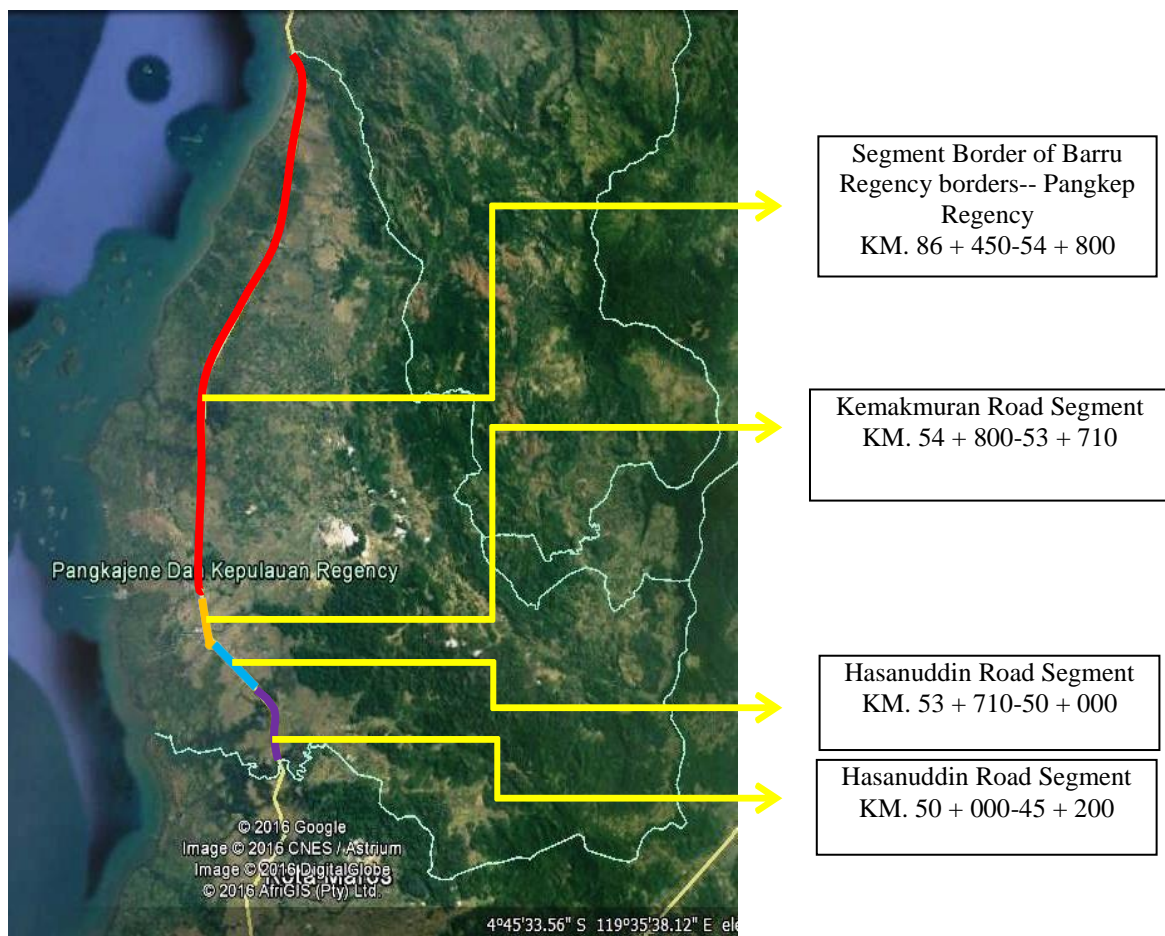 Segment Border of Barru
Regency borders-- Pangkep
Regency
KM. 86 + 450-54 + 800
Kemakmuran Road Segment
KM. 54 + 800-53 + 710
Pangkajene Dan Kepulauan Regency
Hasanuddin Road Segment
KM. 53 + 710-50 + 000
Hasanuddin Road Segment
KM. 50 + 000-45 + 200
© 2016 Google
Image © 2016 CNES / Astrium
Image © 2016 DigitalGlobe
Kota Maros
© 2016 AfriGIS (Pty) Ltd.
4°45'33.56" S 119°35'38.12" E ele